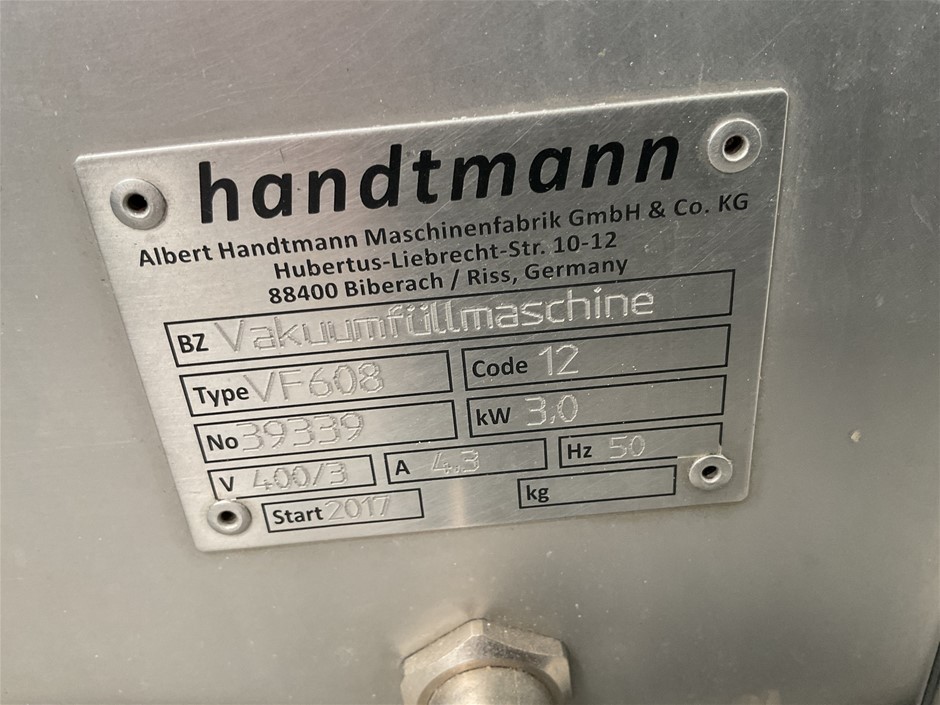 handtmann
Albert Handtmann Maschinenfabrik GmbH & Co. KG
Hubertus-Liebrecht-Str. 10-12
88400 Biberach / Riss, Germany
BZ Vakuumfüllmaschine
Type VF608 Code 12
No 39339 kW 3,0
V 400/3 A 4.3 Hz 50
Start 2017 kg